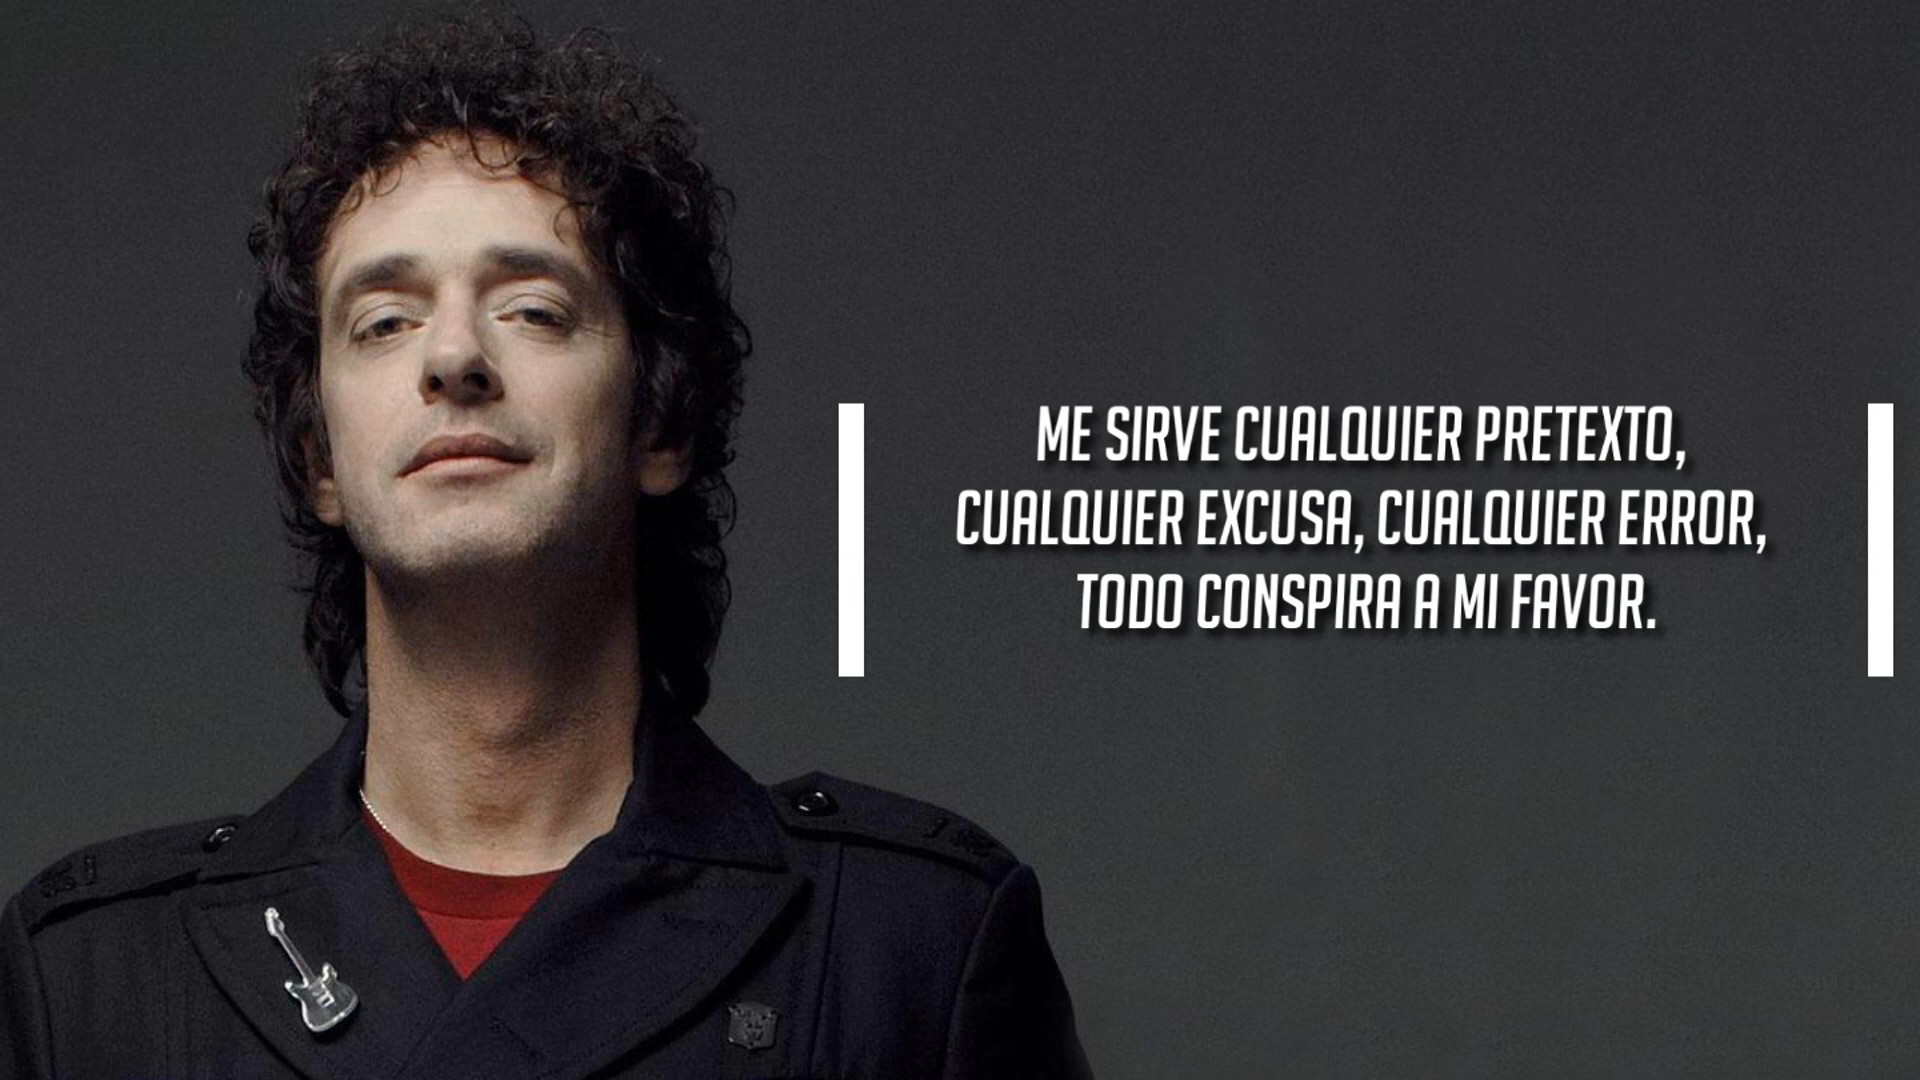 ME SIRVE CUALQUIER PRETEXTO,
CUALQUIER EXCUSA, CUALQUIER ERROR,
TODO CONSPIRA A MI FAVOR.